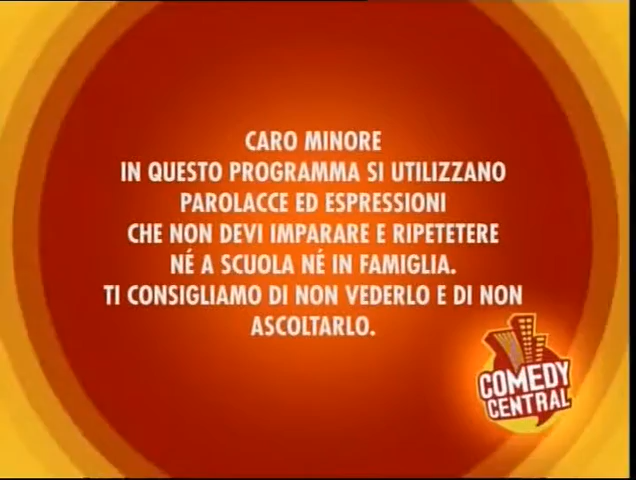 CARO MINORE
IN QUESTO PROGRAMMA SI UTILIZZANO
PAROLACCE ED ESPRESSIONI
CHE NON DEVI IMPARARE E RIPETETERE
NÉ A SCUOLA NÉ IN FAMIGLIA.
TI CONSIGLIAMO DI NON VEDERLO E DI NON
ASCOLTARLO.
COMEDY
CENTRAL